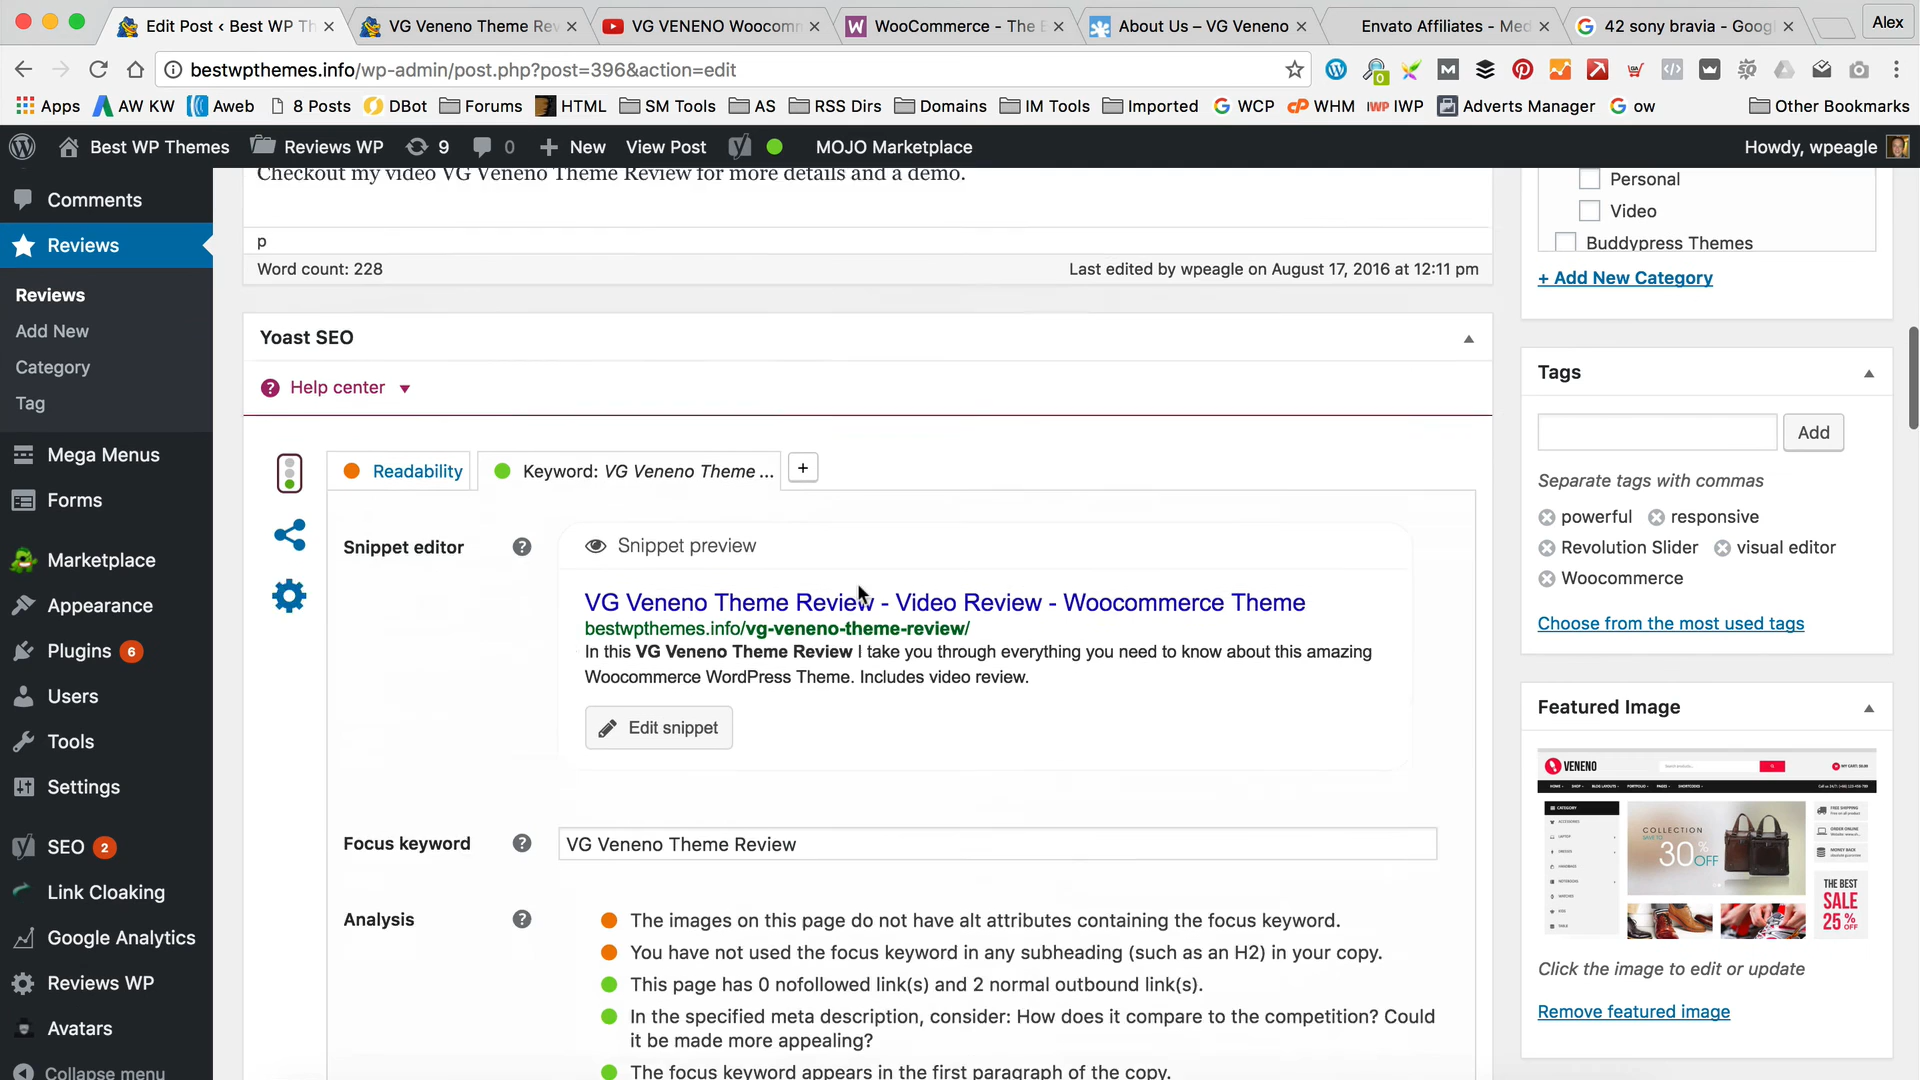 Edit Post ‹ Best WP Th
VG Veneno Theme Rev
VG VENENO Woocom
WooCommerce - The E
About Us – VG Veneno
Envato Affiliates - Med
42 sony bravia - Goog
Alex
bestwpthemes.info/wp-admin/post.php?post=396&action=edit
Apps
AW KW
Aweb
8 Posts
DBot
Forums
HTML
SM Tools
AS
RSS Dirs
Domains
IM Tools
Imported
WCP
WHM
IWP
Adverts Manager
ow
Other Bookmarks
Best WP Themes
Reviews WP
9
0
New
View Post
MOJO Marketplace
Howdy, wpeagle
Comments
Reviews
Reviews
Add New
Category
Tag
Mega Menus
Forms
Marketplace
Appearance
Plugins 6
Users
Tools
Settings
SEO 2
Link Cloaking
Google Analytics
Reviews WP
Avatars
Collapse menu
Checkout my video VG Veneno Theme Review for more details and a demo.
p
Word count: 228
Last edited by wpeagle on August 17, 2016 at 12:11 pm
Yoast SEO
Help center
Readability
Keyword: VG Veneno Theme ...
+
Snippet editor
Snippet preview
VG Veneno Theme Review - Video Review - Woocommerce Theme
bestwpthemes.info/vg-veneno-theme-review/
In this VG Veneno Theme Review I take you through everything you need to know about this amazing
Woocommerce WordPress Theme. Includes video review.
Edit snippet
Focus keyword
VG Veneno Theme Review
Analysis
The images on this page do not have alt attributes containing the focus keyword.
You have not used the focus keyword in any subheading (such as an H2) in your copy.
This page has 0 nofollowed link(s) and 2 normal outbound link(s).
In the specified meta description, consider: How does it compare to the competition? Could
it be made more appealing?
The focus keyword appears in the first paragraph of the copy.
Personal
Video
Buddypress Themes
+ Add New Category
Tags
Add
Separate tags with commas
powerful
responsive
Revolution Slider
visual editor
Woocommerce
Choose from the most used tags
Featured Image
VENENO
CATEGORY
COLLECTION
30% OFF
THE BEST
SALE
25% OFF
Click the image to edit or update
Remove featured image